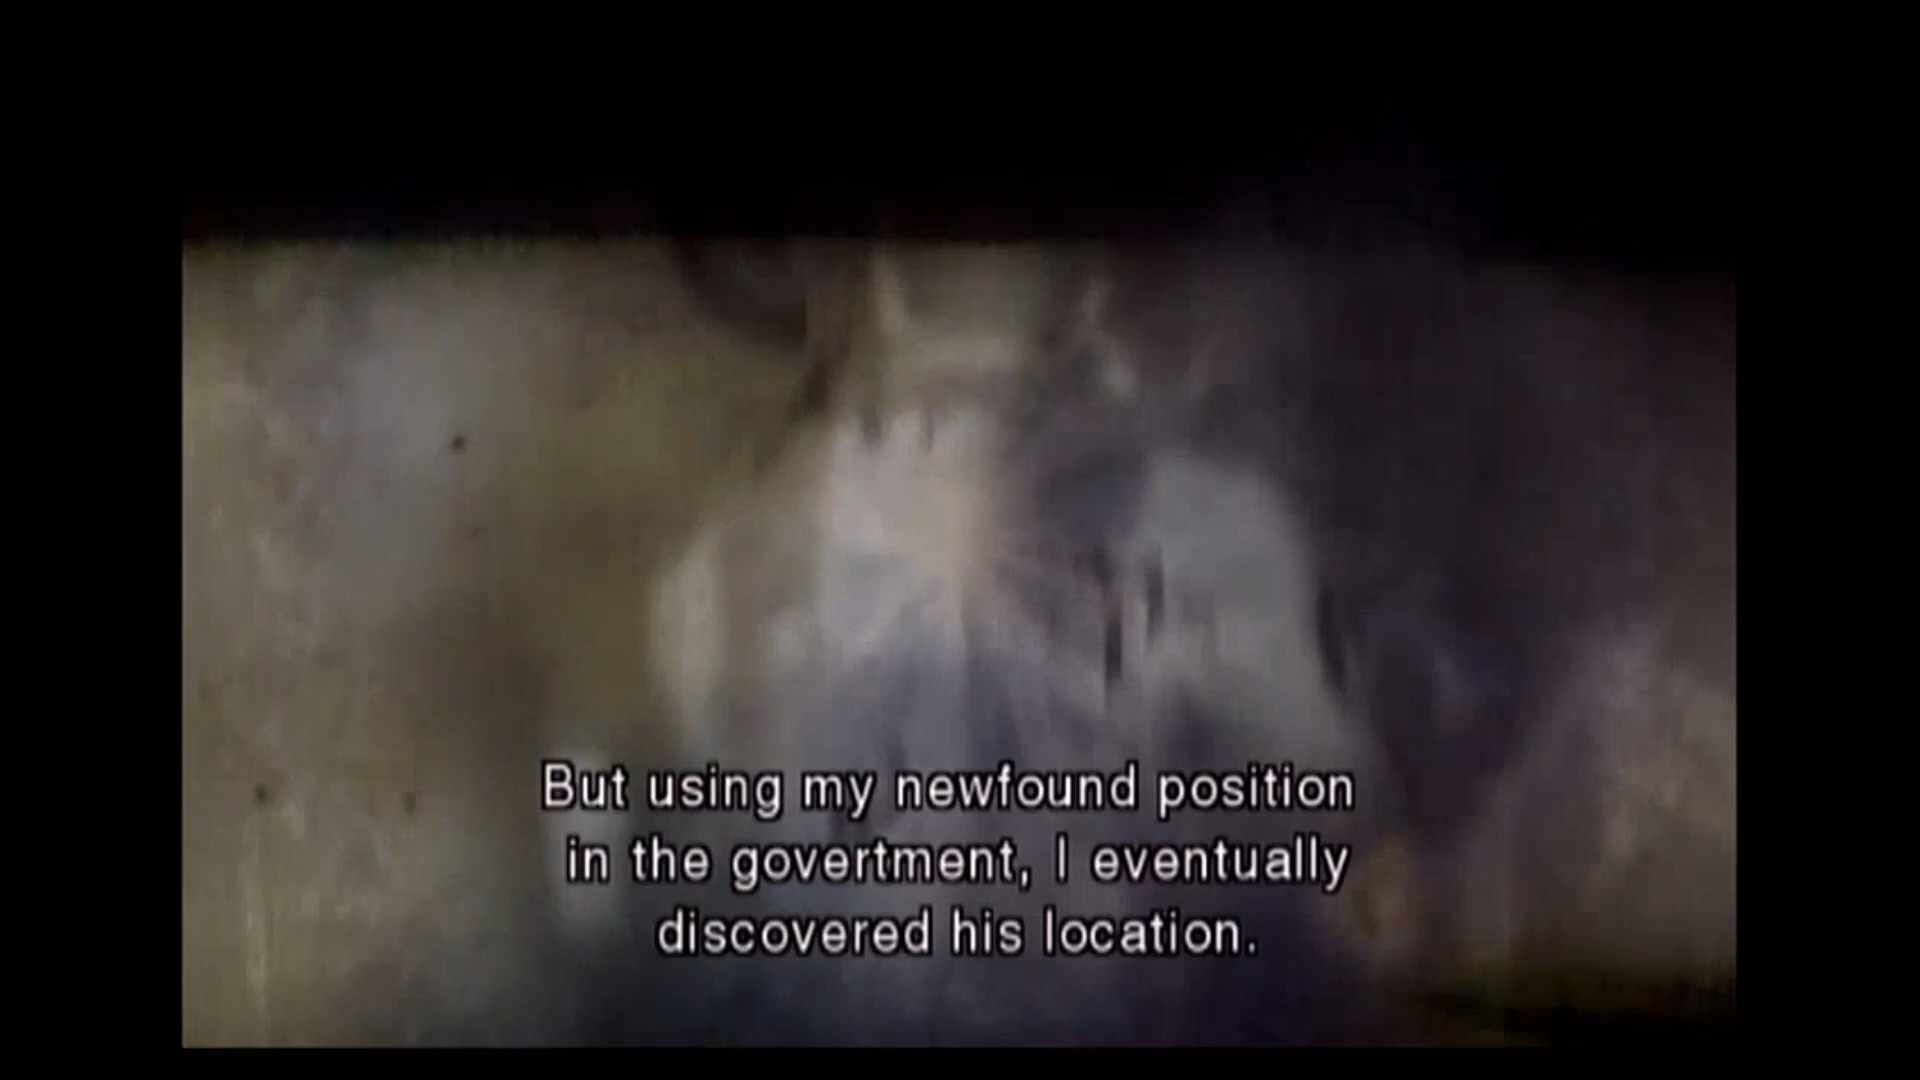 But using my newfound position
in the govertment, I eventually
discovered his location.